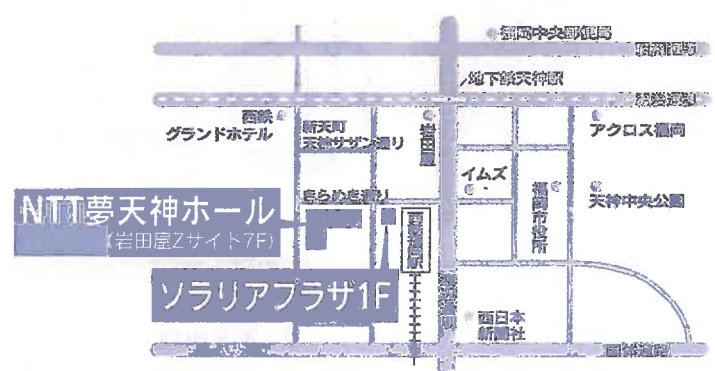 福岡中央郵便局
昭和通り
地下鉄天神駅
明治通り
西鉄
グランドホテル
新天町
天神サザン通り
岩田屋
アクロス福岡
イムズ
きらめき通り
福岡市役所
天神中央公園
NTT夢天神ホール
(岩田屋Zサイト7F)
西鉄福岡駅
ソラリアプラザ1F
渡辺通り
西日本
新聞社
国体道路